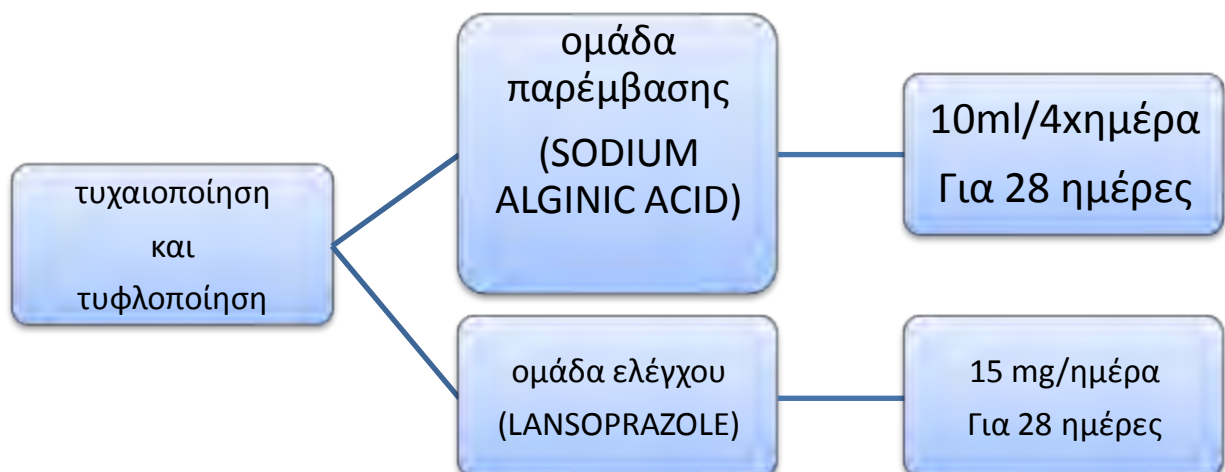 τυχαιοποίηση
και
τυφλοποίηση
ομάδα
παρέμβασης
(SODIUM
ALGINIC ACID)
10ml/4xημέρα
Για 28 ημέρες
ομάδα ελέγχου
(LANSOPRAZOLE)
15 mg/ημέρα
Για 28 ημέρες